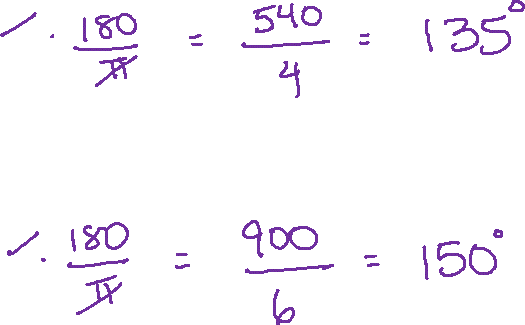 / · 180/π = 540/4 = 135°
/ · 180/π = 900/6 = 150°